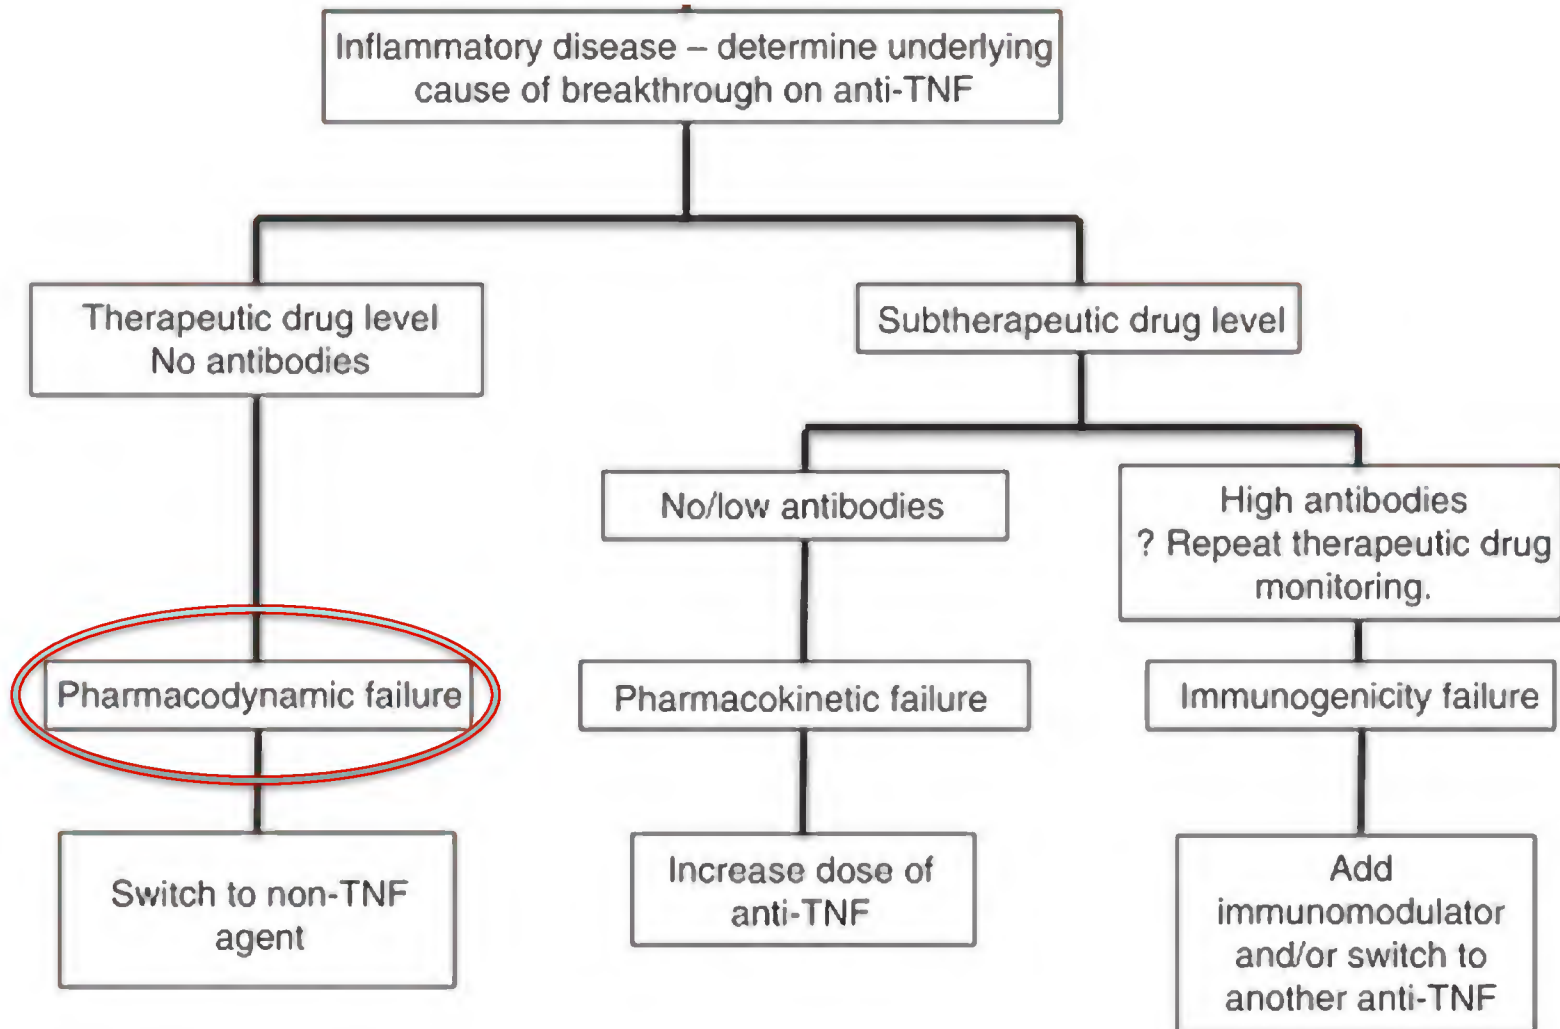 Inflammatory disease – determine underlying
cause of breakthrough on anti-TNF
Therapeutic drug level
No antibodies
Subtherapeutic drug level
No/low antibodies
High antibodies
? Repeat therapeutic drug
monitoring.
Pharmacodynamic failure
Pharmacokinetic failure
Immunogenicity failure
Switch to non-TNF
agent
Increase dose of
anti-TNF
Add
immunomodulator
and/or switch to
another anti-TNF